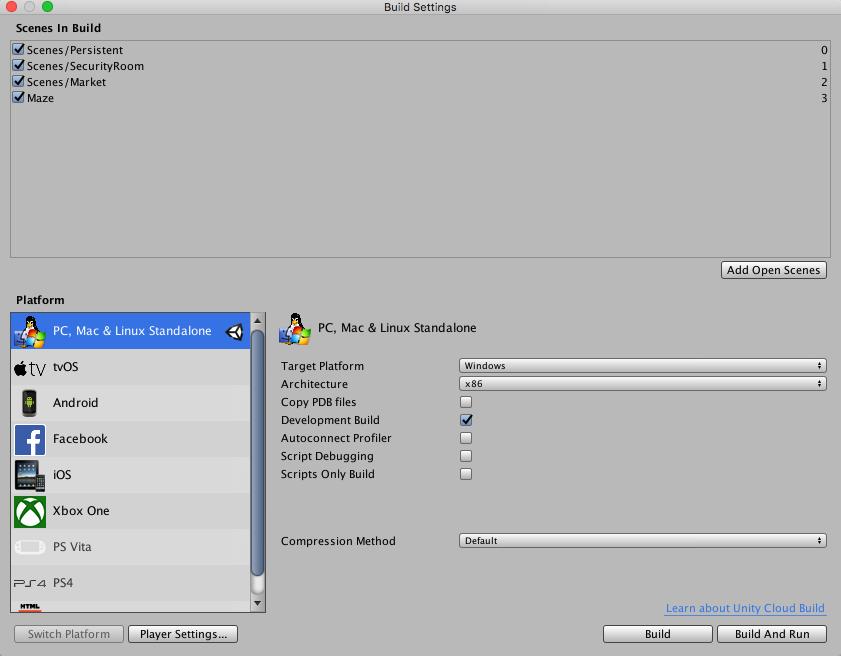 Build Settings
Scenes In Build
Scenes/Persistent 0
Scenes/SecurityRoom 1
Scenes/Market 2
Maze 3
Add Open Scenes
Platform
PC, Mac & Linux Standalone
tv tvOS
Android
f Facebook
iOS
Xbox One
PS Vita
PS4 PS4
HTML
PC, Mac & Linux Standalone
Target Platform Windows
Architecture x86
Copy PDB files
Development Build
Autoconnect Profiler
Script Debugging
Scripts Only Build
Compression Method Default
Learn about Unity Cloud Build
Switch Platform Player Settings... Build Build And Run